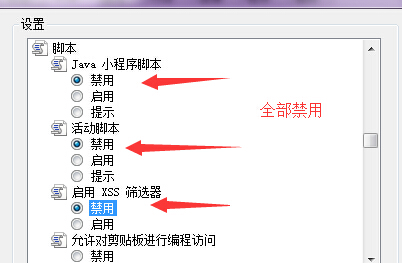 设置
脚本
Java 小程序脚本
禁用
启用
提示
全部禁用
活动脚本
禁用
启用
提示
启用 XSS 筛选器
禁用
启用
允许对剪贴板进行编程访问
禁用